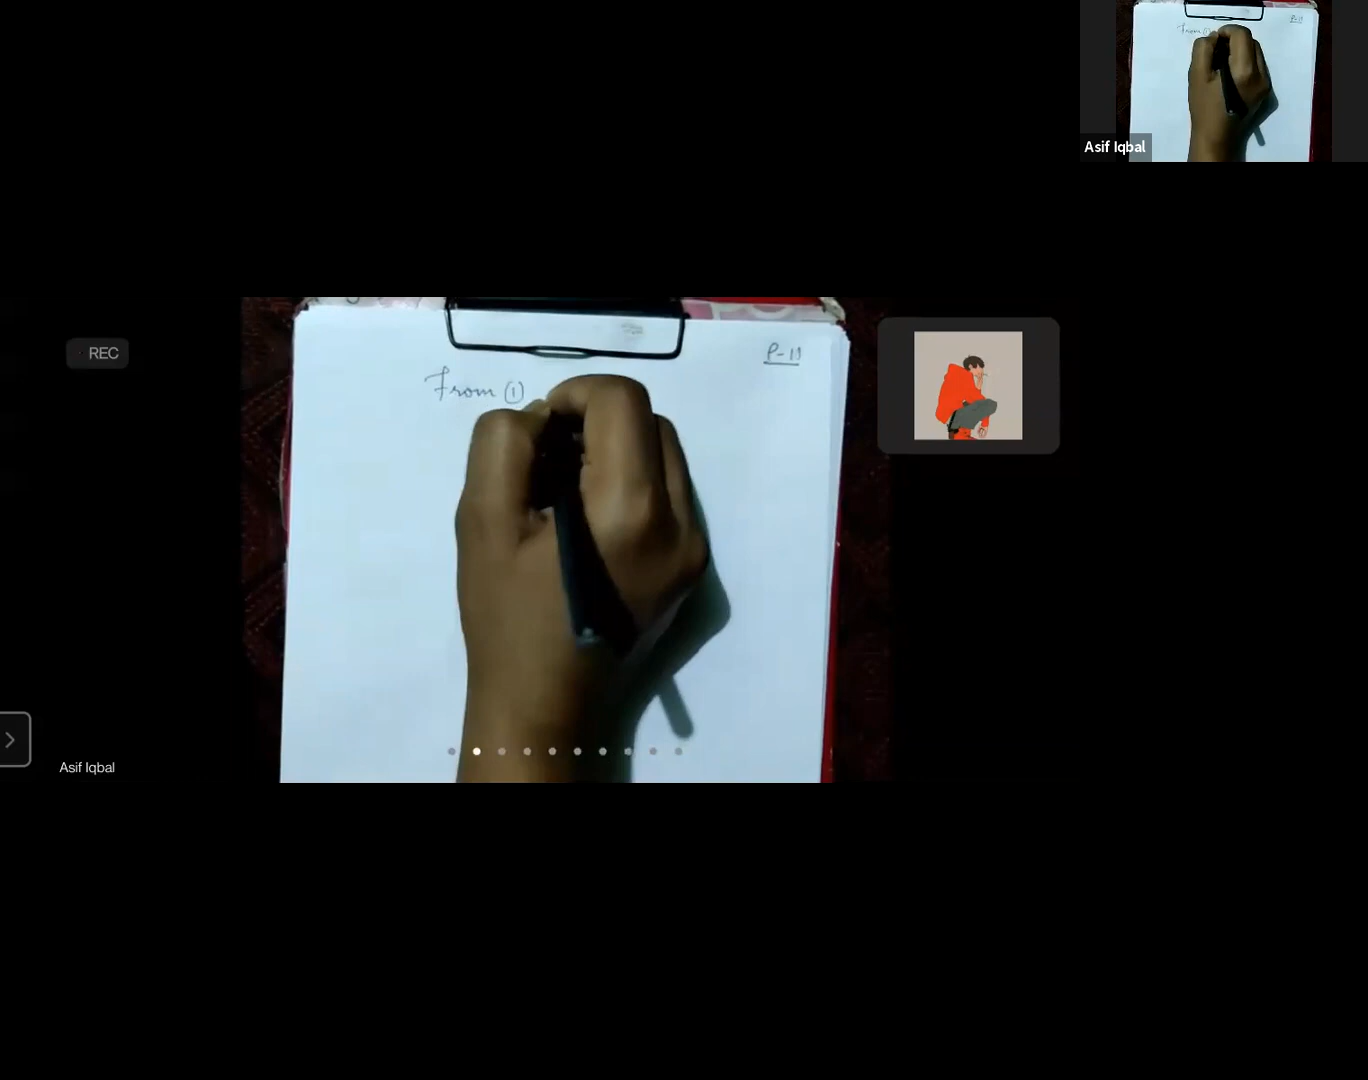 Asif Iqbal
REC
P-11
From ①
Asif Iqbal